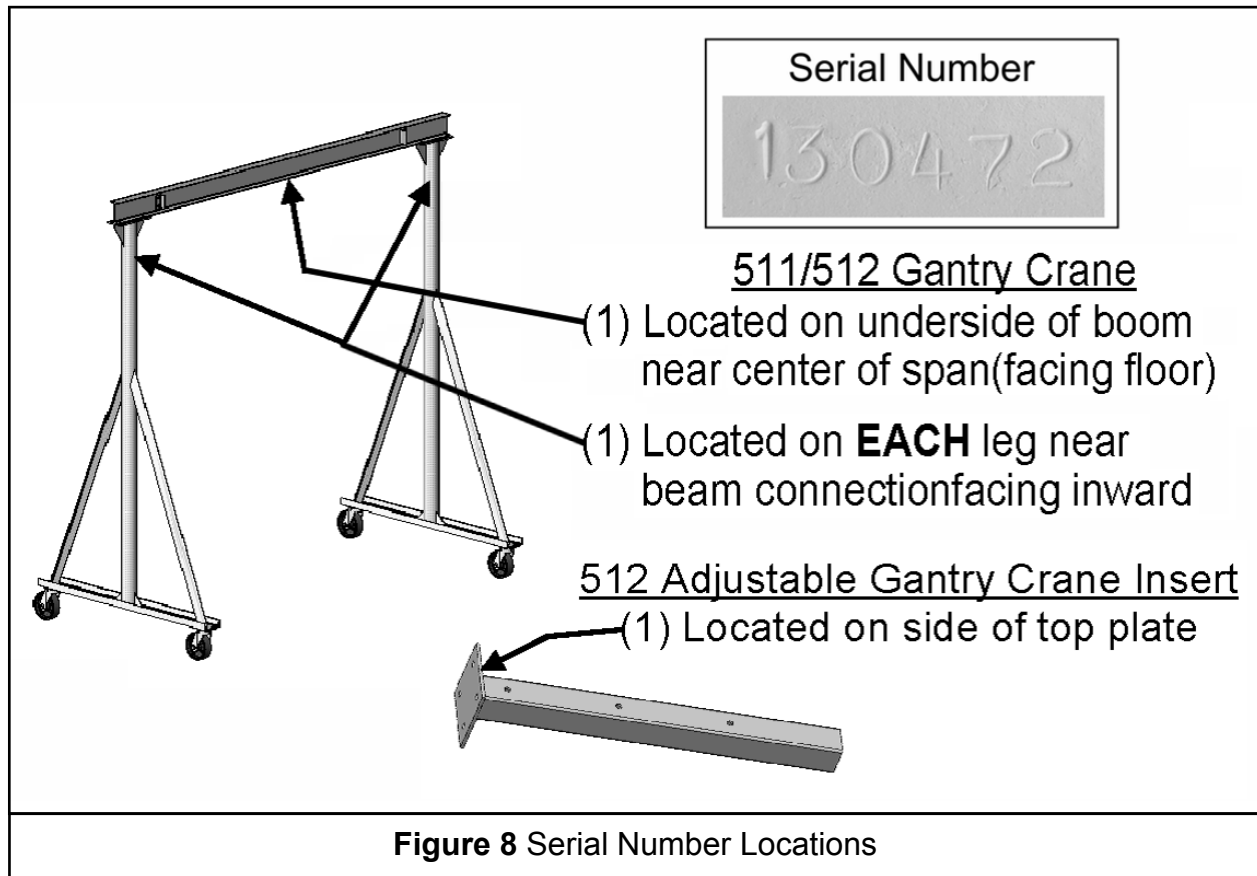 Serial Number
130472
511/512 Gantry Crane
(1) Located on underside of boom
near center of span(facing floor)
(1) Located on EACH leg near
beam connectionfacing inward
512 Adjustable Gantry Crane Insert
(1) Located on side of top plate
Figure 8 Serial Number Locations